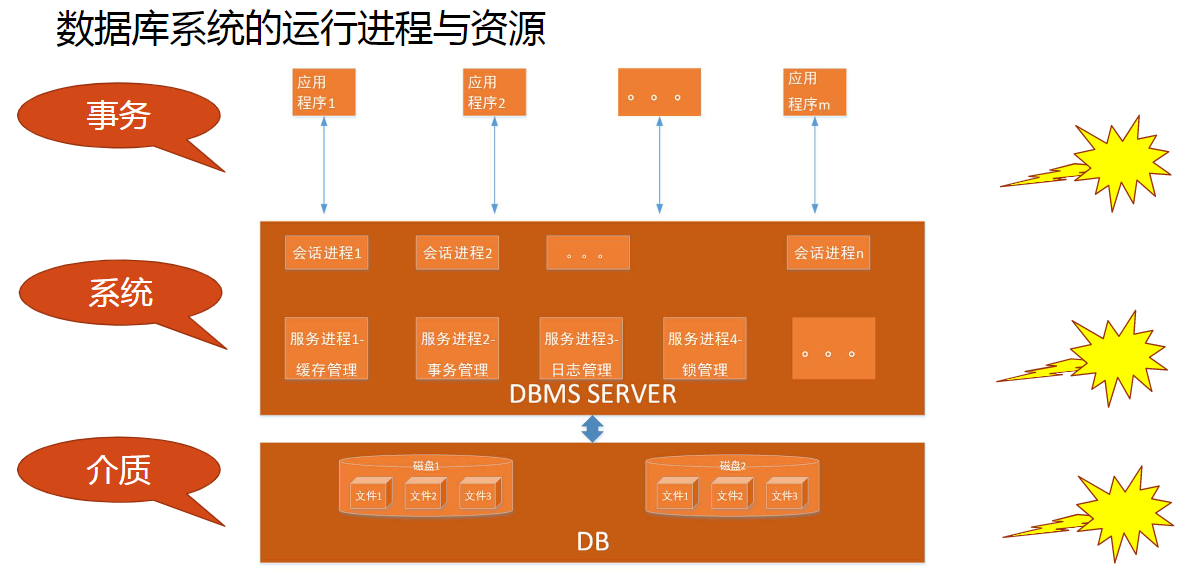 数据库系统的运行进程与资源
事务
应用
程序1
应用
程序2
。。。
应用
程序m
系统
会话进程1
会话进程2
。。。
会话进程n
服务进程1-
缓存管理
服务进程2-
事务管理
服务进程3-
日志管理
服务进程4-
锁管理
。。。
DBMS SERVER
介质
磁盘1
文件1
文件2
文件3
磁盘2
文件1
文件2
文件3
DB